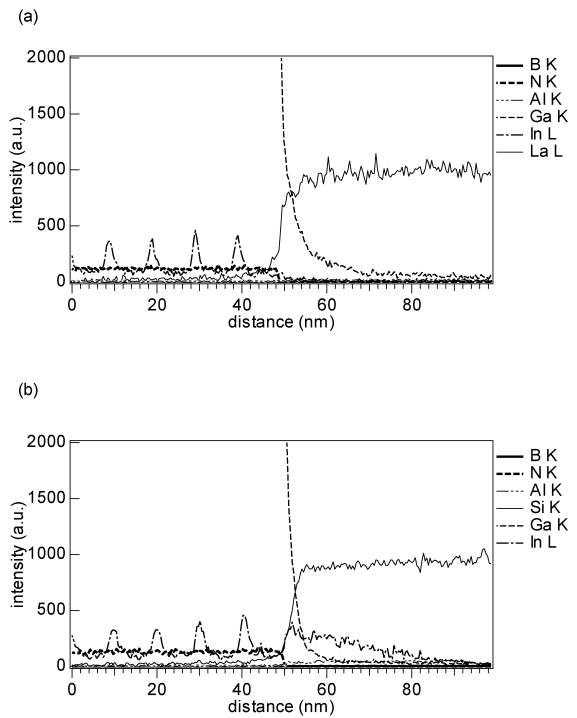 (a)
2000
1500
1000
500
0
intensity (a.u.)
0 20 40 60 80
distance (nm)
B K
N K
Al K
Ga K
In L
La L
(b)
2000
1500
1000
500
0
intensity (a.u.)
0 20 40 60 80
distance (nm)
B K
N K
Al K
Si K
Ga K
In L